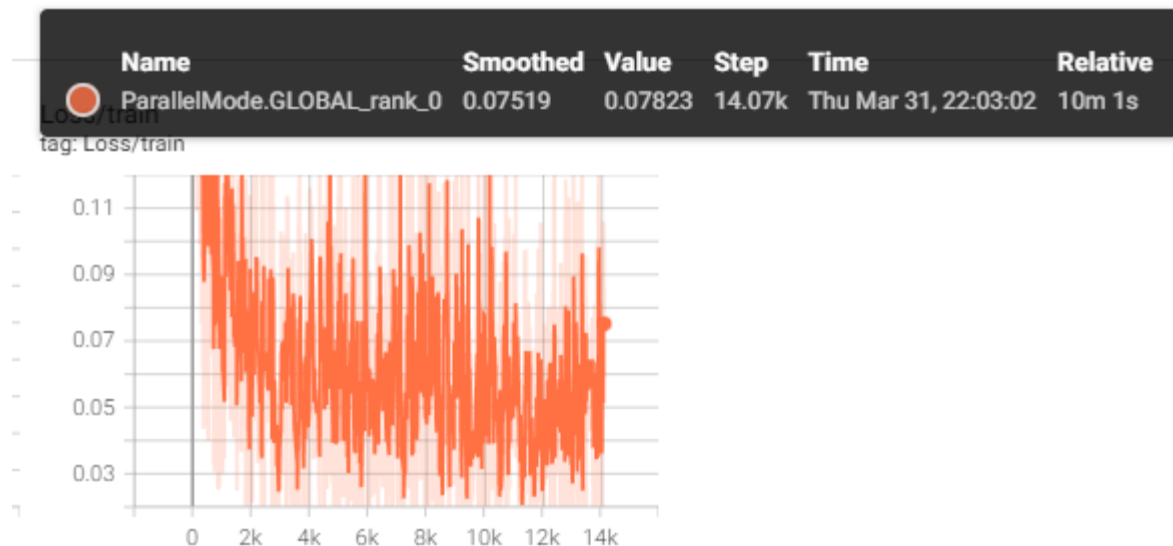 Name Smoothed Value Step Time Relative
ParallelMode.GLOBAL_rank_0 0.07519 0.07823 14.07k Thu Mar 31, 22:03:02 10m 1s
Loss/train
tag: Loss/train
0.11
0.09
0.07
0.05
0.03
0 2k 4k 6k 8k 10k 12k 14k